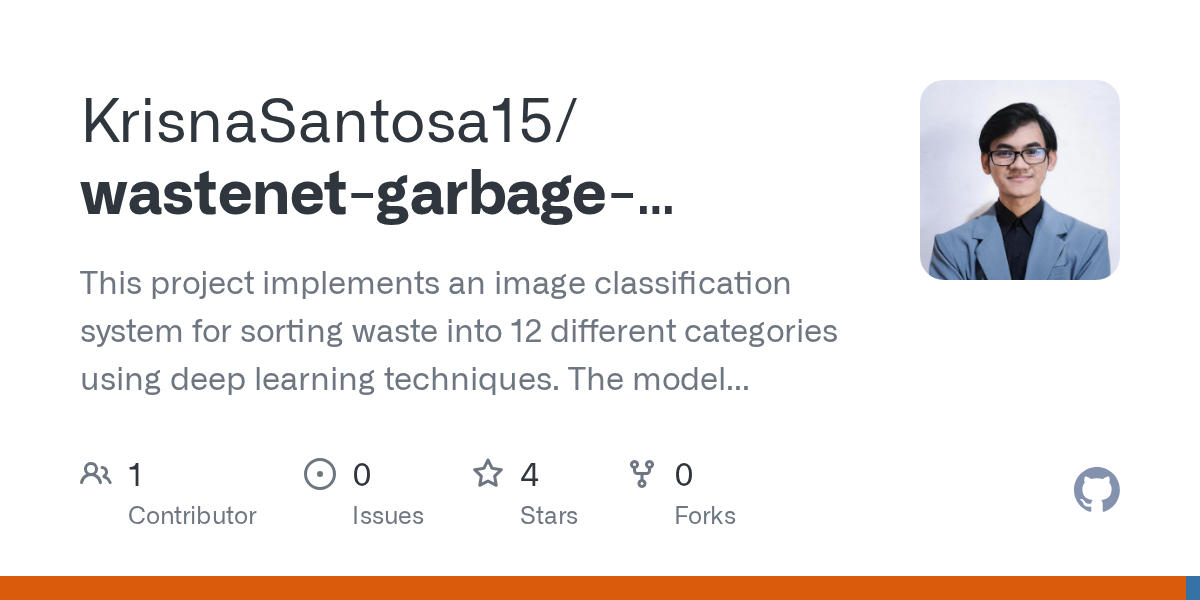 KrisnaSantosa15/
wastenet-garbage-...
This project implements an image classification
system for sorting waste into 12 different categories
using deep learning techniques. The model...
1 0 4 0
Contributor Issues Stars Forks